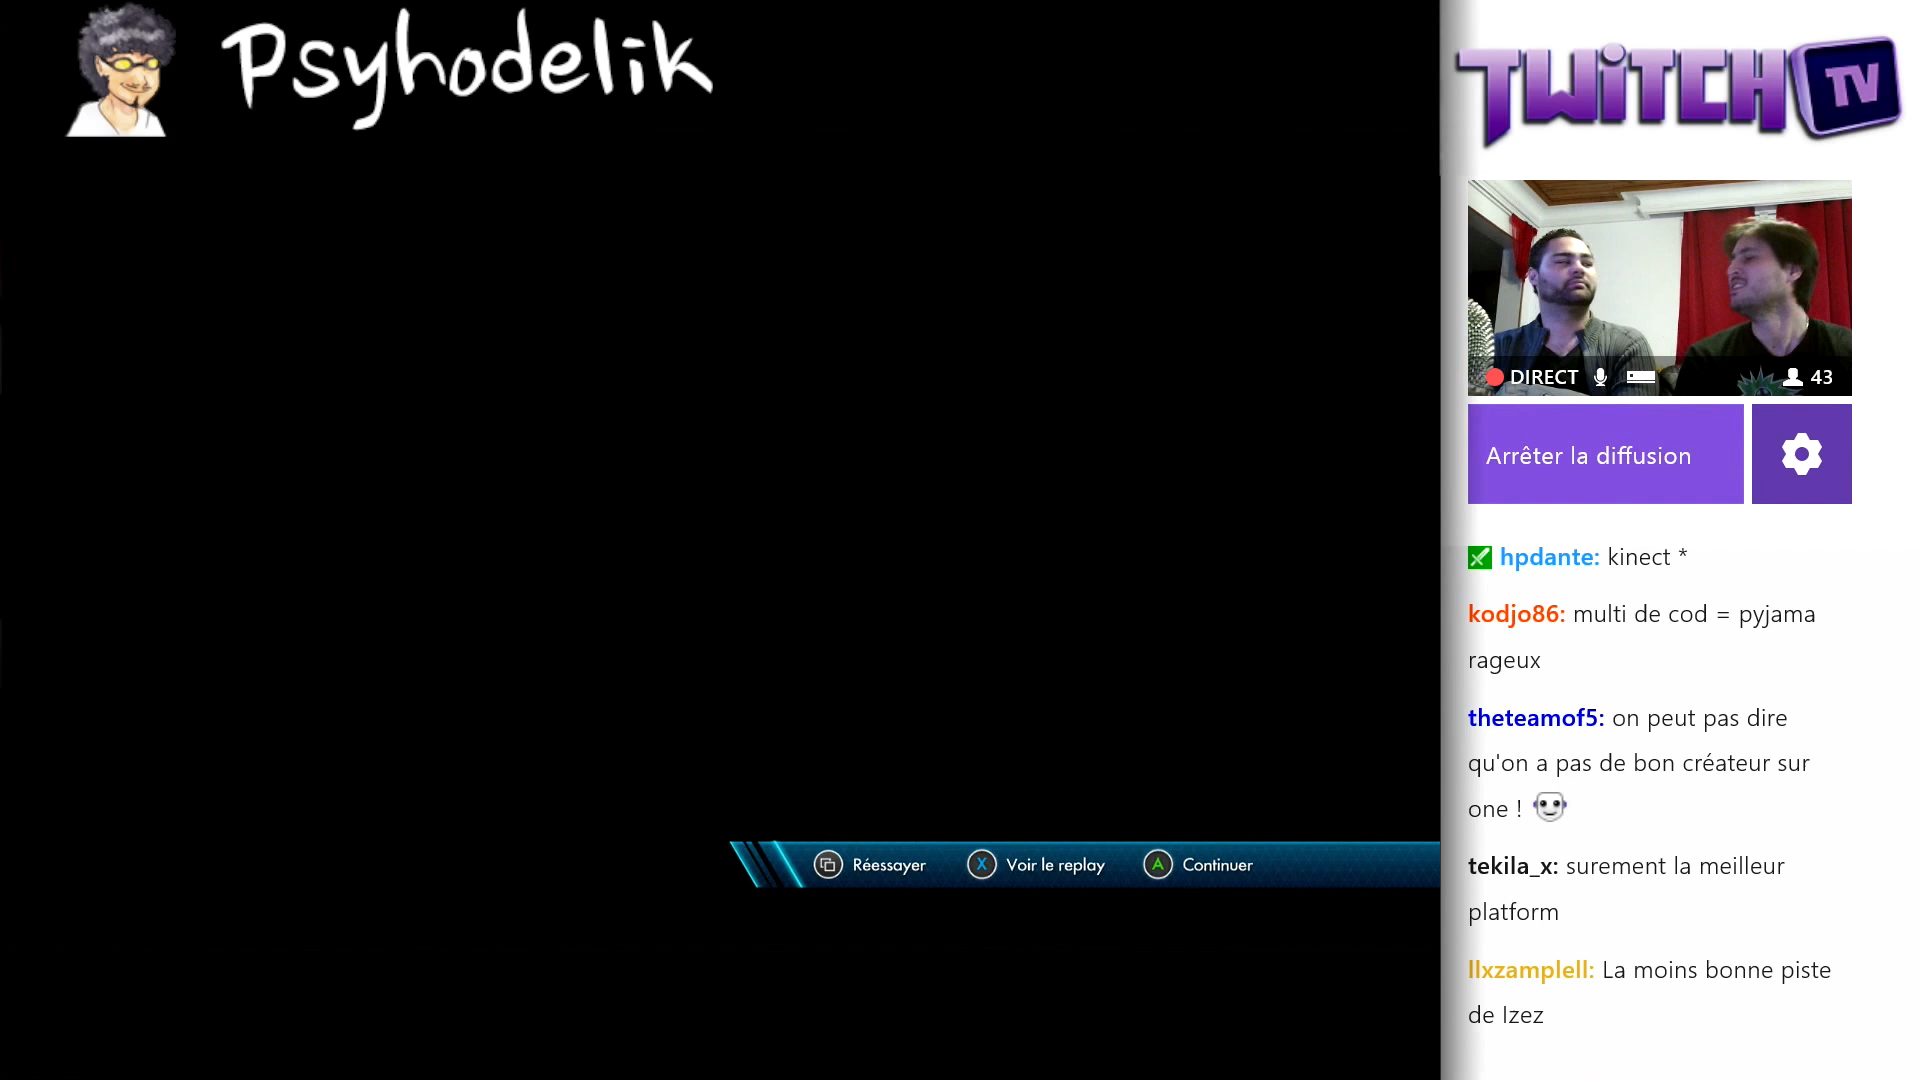 Psyhodelik
TWiTCH TV
DIRECT 43
Arrêter la diffusion
hpdante: kinect *
kodjo86: multi de cod = pyjama
rageux
theteamof5: on peut pas dire
qu'on a pas de bon créateur sur
one !
tekila_x: surement la meilleur
platform
llxzamplell: La moins bonne piste
de Izez
Réessayer X Voir le replay A Continuer